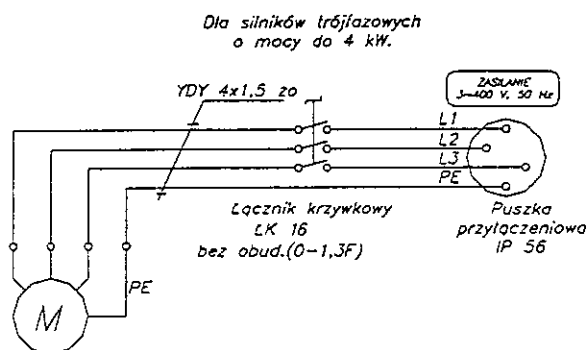 Dla silników trójfazowych
o mocy do 4 kW.
ZASILANIE
3~400 V, 50 Hz
YDY 4x1,5 żo
L1
L2
L3
PE
Łącznik krzywkowy
ŁK 16
bez obud.(0-1,3F)
Puszka
przyłączeniowa
IP 56
PE
M